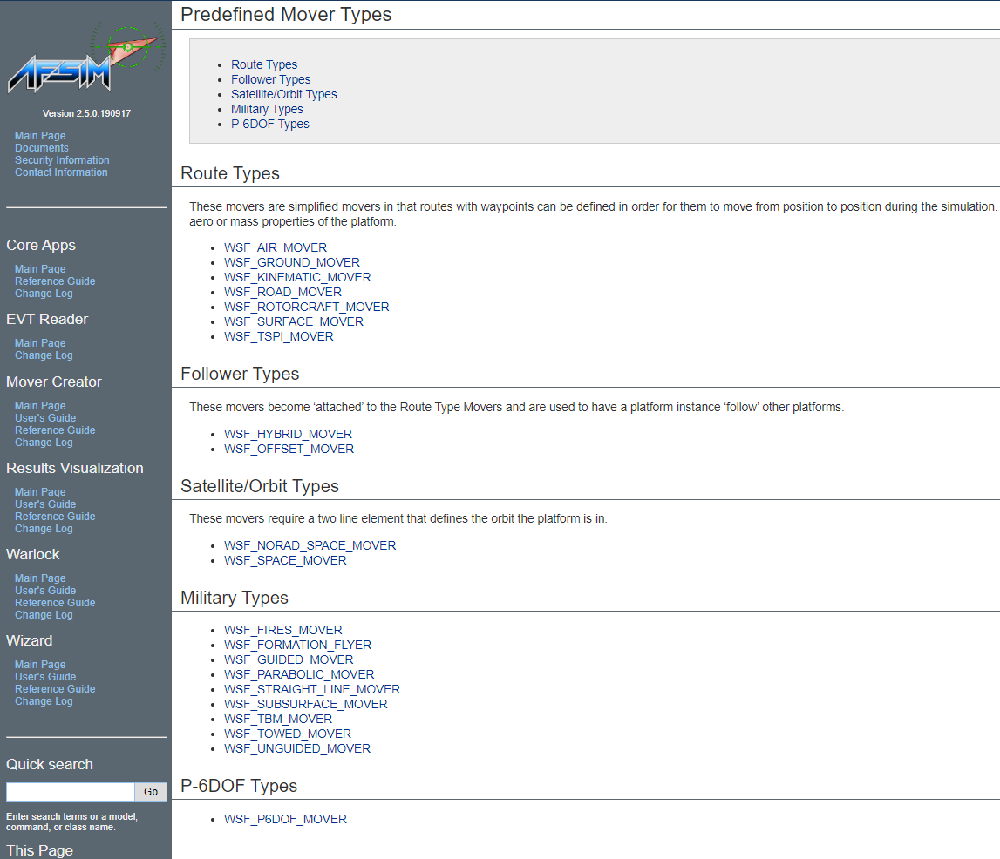 AFSIM
Version 2.5.0.190917
Main Page
Documents
Security Information
Contact Information
Core Apps
Main Page
Reference Guide
Change Log
EVT Reader
Main Page
Change Log
Mover Creator
Main Page
User's Guide
Reference Guide
Change Log
Results Visualization
Main Page
User's Guide
Reference Guide
Change Log
Warlock
Main Page
User's Guide
Reference Guide
Change Log
Wizard
Main Page
User's Guide
Reference Guide
Change Log
Quick search
Go
Enter search terms or a model,
command, or class name.
This Page
Predefined Mover Types
Route Types
Follower Types
Satellite/Orbit Types
Military Types
P-6DOF Types
Route Types
These movers are simplified movers in that routes with waypoints can be defined in order for them to move from position to position during the simulation.
aero or mass properties of the platform.
WSF_AIR_MOVER
WSF_GROUND_MOVER
WSF_KINEMATIC_MOVER
WSF_ROAD_MOVER
WSF_ROTORCRAFT_MOVER
WSF_SURFACE_MOVER
WSF_TSPI_MOVER
Follower Types
These movers become ‘attached’ to the Route Type Movers and are used to have a platform instance ‘follow’ other platforms.
WSF_HYBRID_MOVER
WSF_OFFSET_MOVER
Satellite/Orbit Types
These movers require a two line element that defines the orbit the platform is in.
WSF_NORAD_SPACE_MOVER
WSF_SPACE_MOVER
Military Types
WSF_FIRES_MOVER
WSF_FORMATION_FLYER
WSF_GUIDED_MOVER
WSF_PARABOLIC_MOVER
WSF_STRAIGHT_LINE_MOVER
WSF_SUBSURFACE_MOVER
WSF_TBM_MOVER
WSF_TOWED_MOVER
WSF_UNGUIDED_MOVER
P-6DOF Types
WSF_P6DOF_MOVER